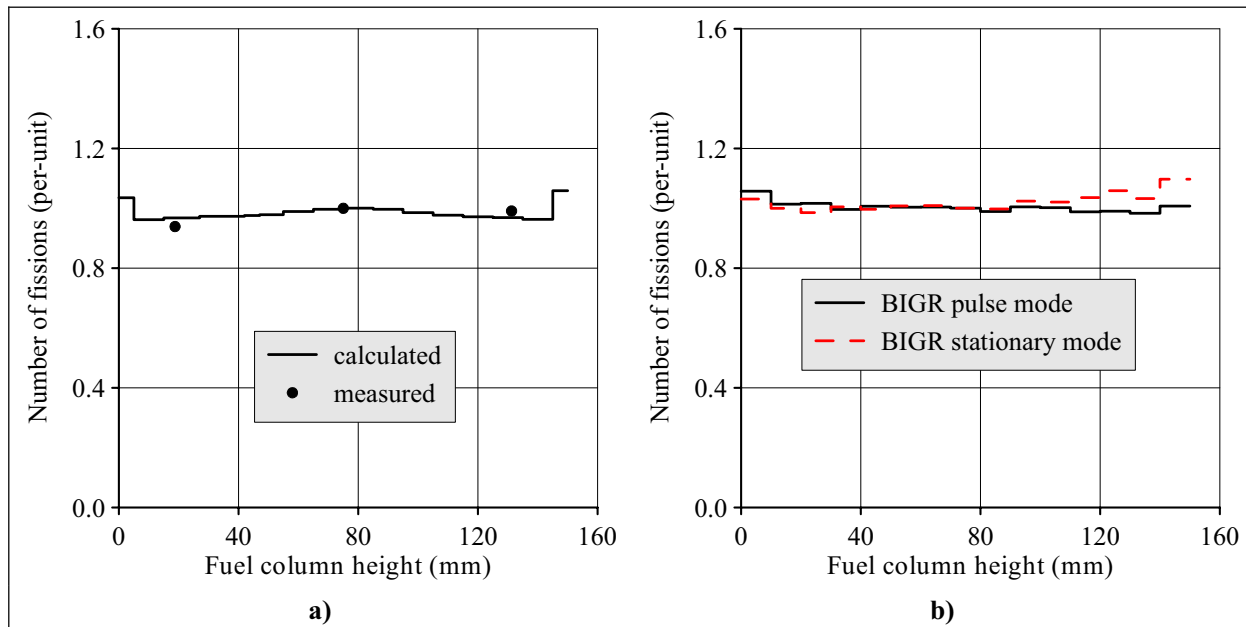 Number of fissions (per-unit)
1.6
1.2
0.8
0.4
0.0
calculated
measured
0 40 80 120 160
Fuel column height (mm)
a)
Number of fissions (per-unit)
1.6
1.2
0.8
0.4
0.0
BIGR pulse mode
BIGR stationary mode
0 40 80 120 160
Fuel column height (mm)
b)